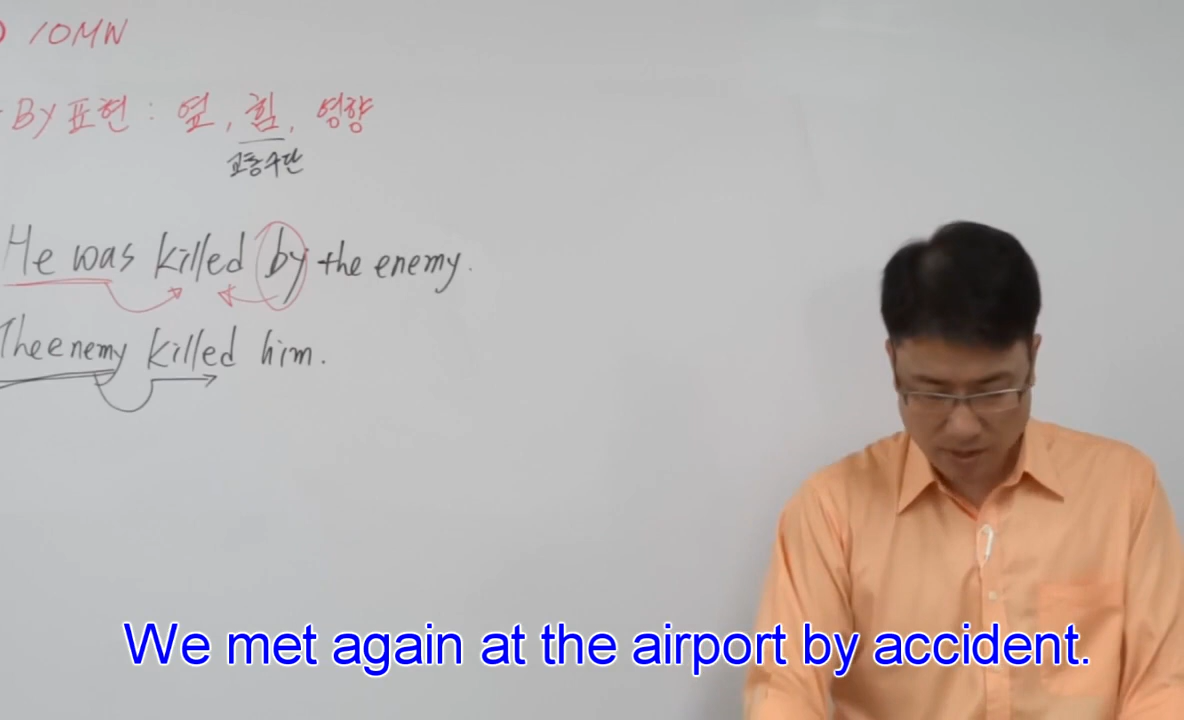 10MW
By 표현 : 옆, 힘, 영향
교통수단
He was killed by the enemy.
The enemy killed him.
We met again at the airport by accident.